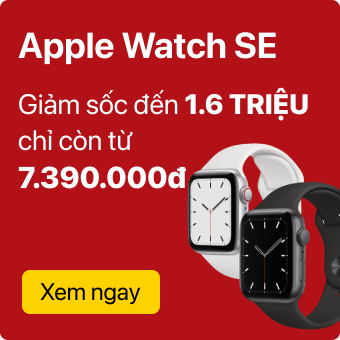 Apple Watch SE
Giảm sốc đến 1.6 TRIỆU
chỉ còn từ
7.390.000đ
Xem ngay